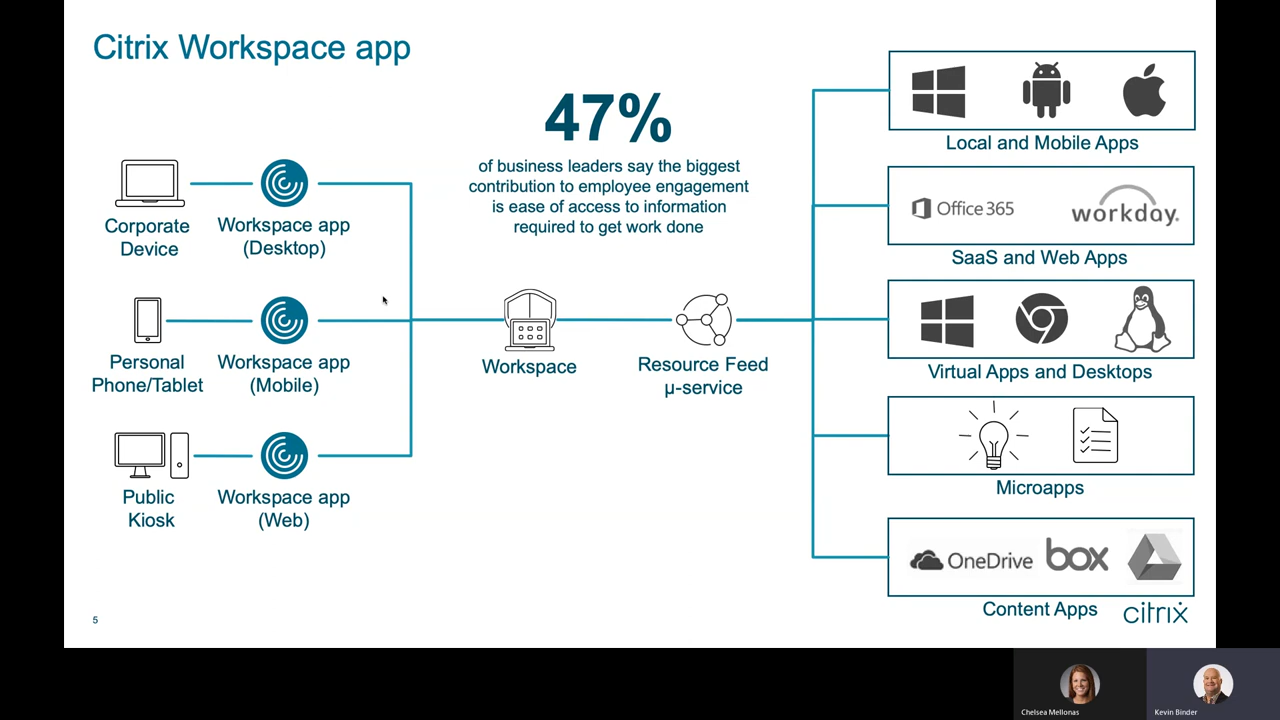 Citrix Workspace app
47%
of business leaders say the biggest
contribution to employee engagement
is ease of access to information
required to get work done
Corporate
Device
Workspace app
(Desktop)
Personal
Phone/Tablet
Workspace app
(Mobile)
Public
Kiosk
Workspace app
(Web)
Workspace
Resource Feed
μ-service
Local and Mobile Apps
Office 365
workday.
SaaS and Web Apps
Virtual Apps and Desktops
Microapps
OneDrive
box
Content Apps
citrix
5
Chelsea Mellonas
Kevin Binder